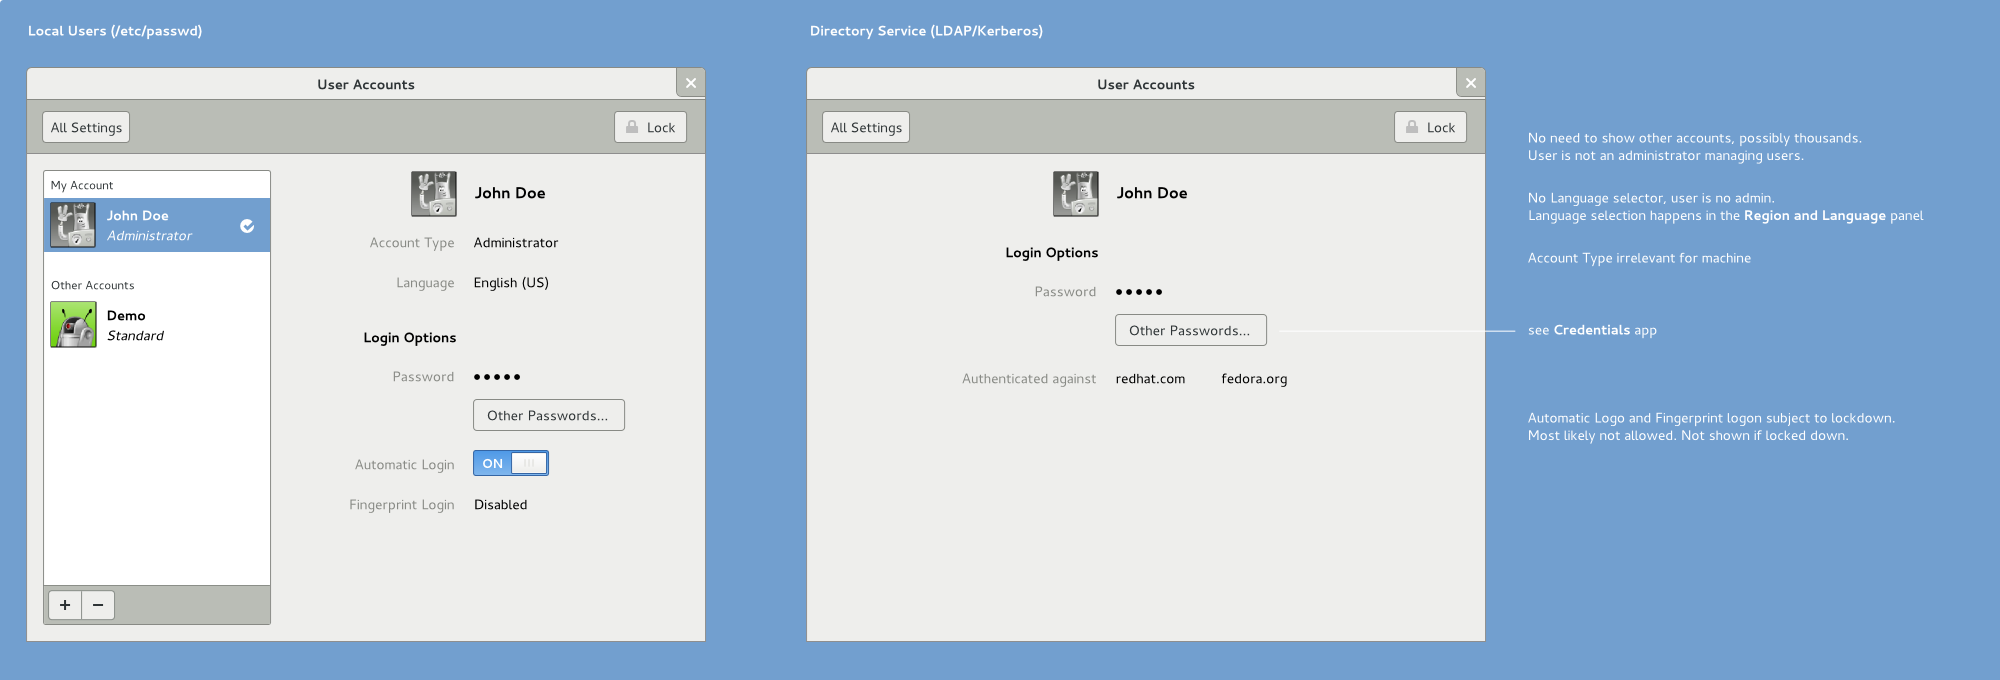 Local Users (/etc/passwd)
User Accounts
All Settings
Lock
My Account
John Doe
Administrator
Other Accounts
Demo
Standard
John Doe
Account Type Administrator
Language English (US)
Login Options
Password •••••
Other Passwords...
Automatic Login ON
Fingerprint Login Disabled
Directory Service (LDAP/Kerberos)
User Accounts
All Settings
Lock
John Doe
Login Options
Password •••••
Other Passwords...
Authenticated against redhat.com fedora.org
No need to show other accounts, possibly thousands.
User is not an administrator managing users.
No Language selector, user is no admin.
Language selection happens in the Region and Language panel
Account Type irrelevant for machine
see Credentials app
Automatic Logo and Fingerprint logon subject to lockdown.
Most likely not allowed. Not shown if locked down.